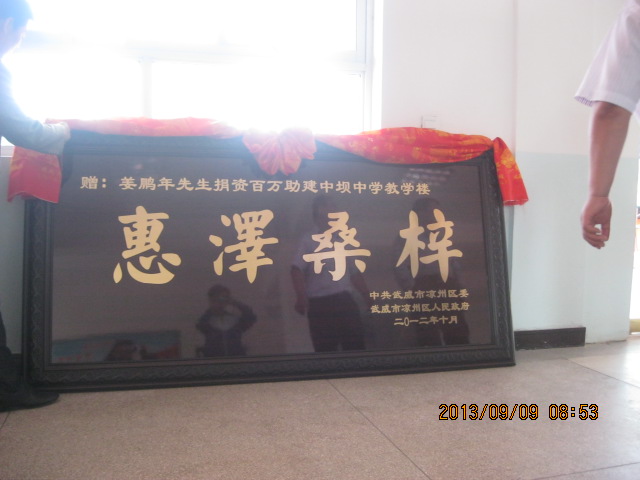 赠：姜鹏年先生捐资百万助建中坝中学教学楼
惠澤桑梓
中共武威市凉州区委
武威市凉州区人民政府
二〇一二年十月
2013/09/09 08:53